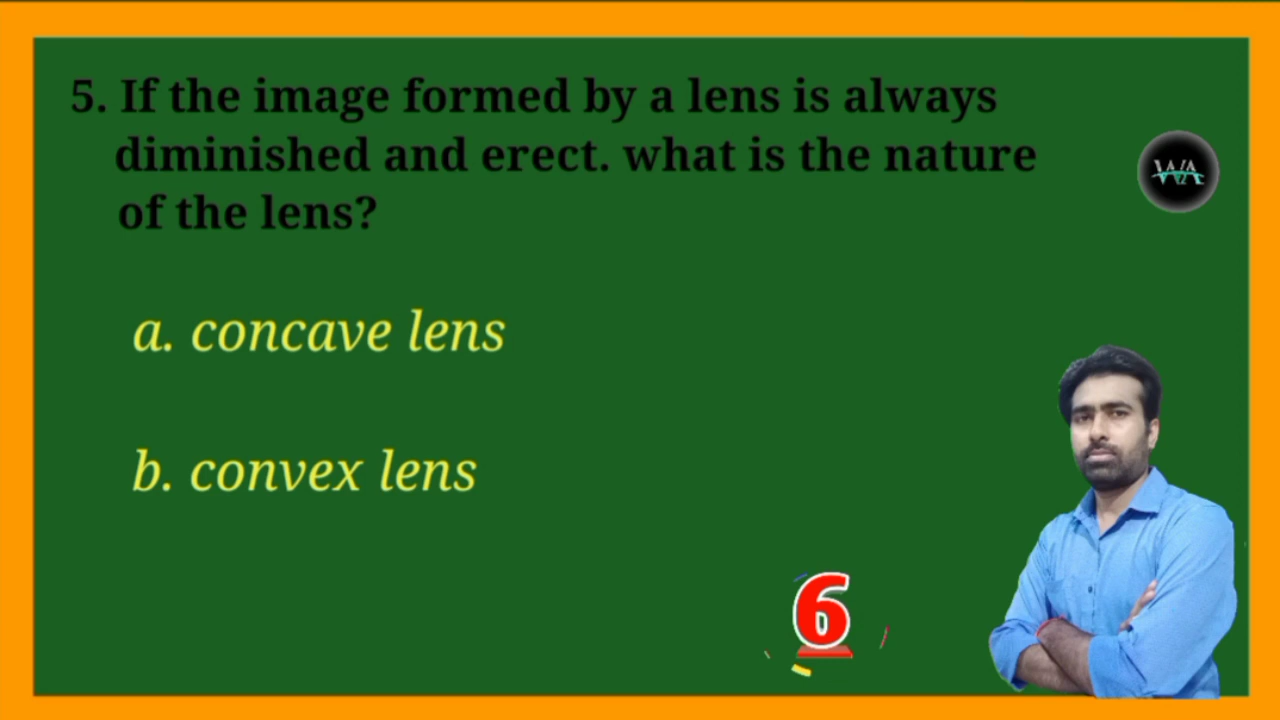 5. If the image formed by a lens is always
diminished and erect. what is the nature
of the lens?
a. concave lens
b. convex lens
6